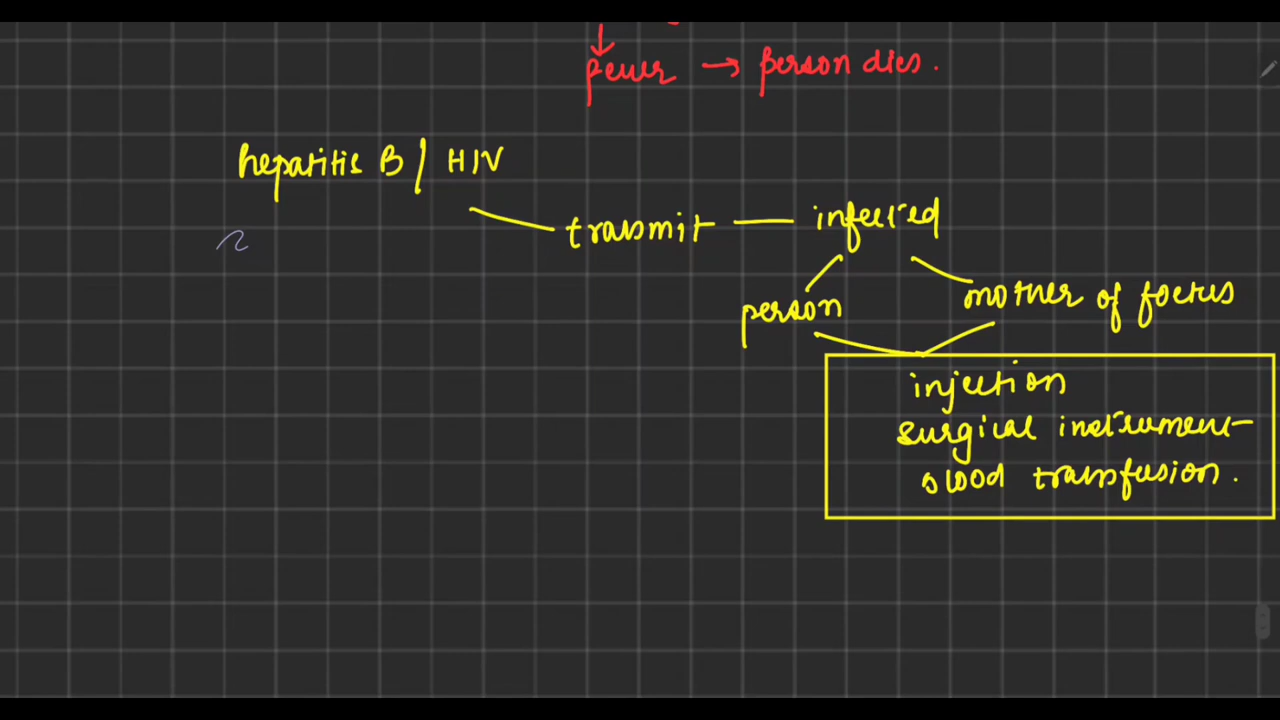 fever → person dies.
hepatitis B / HIV
transmit — infected
person mother of foetus
injection
surgical instrument
blood transfusion.